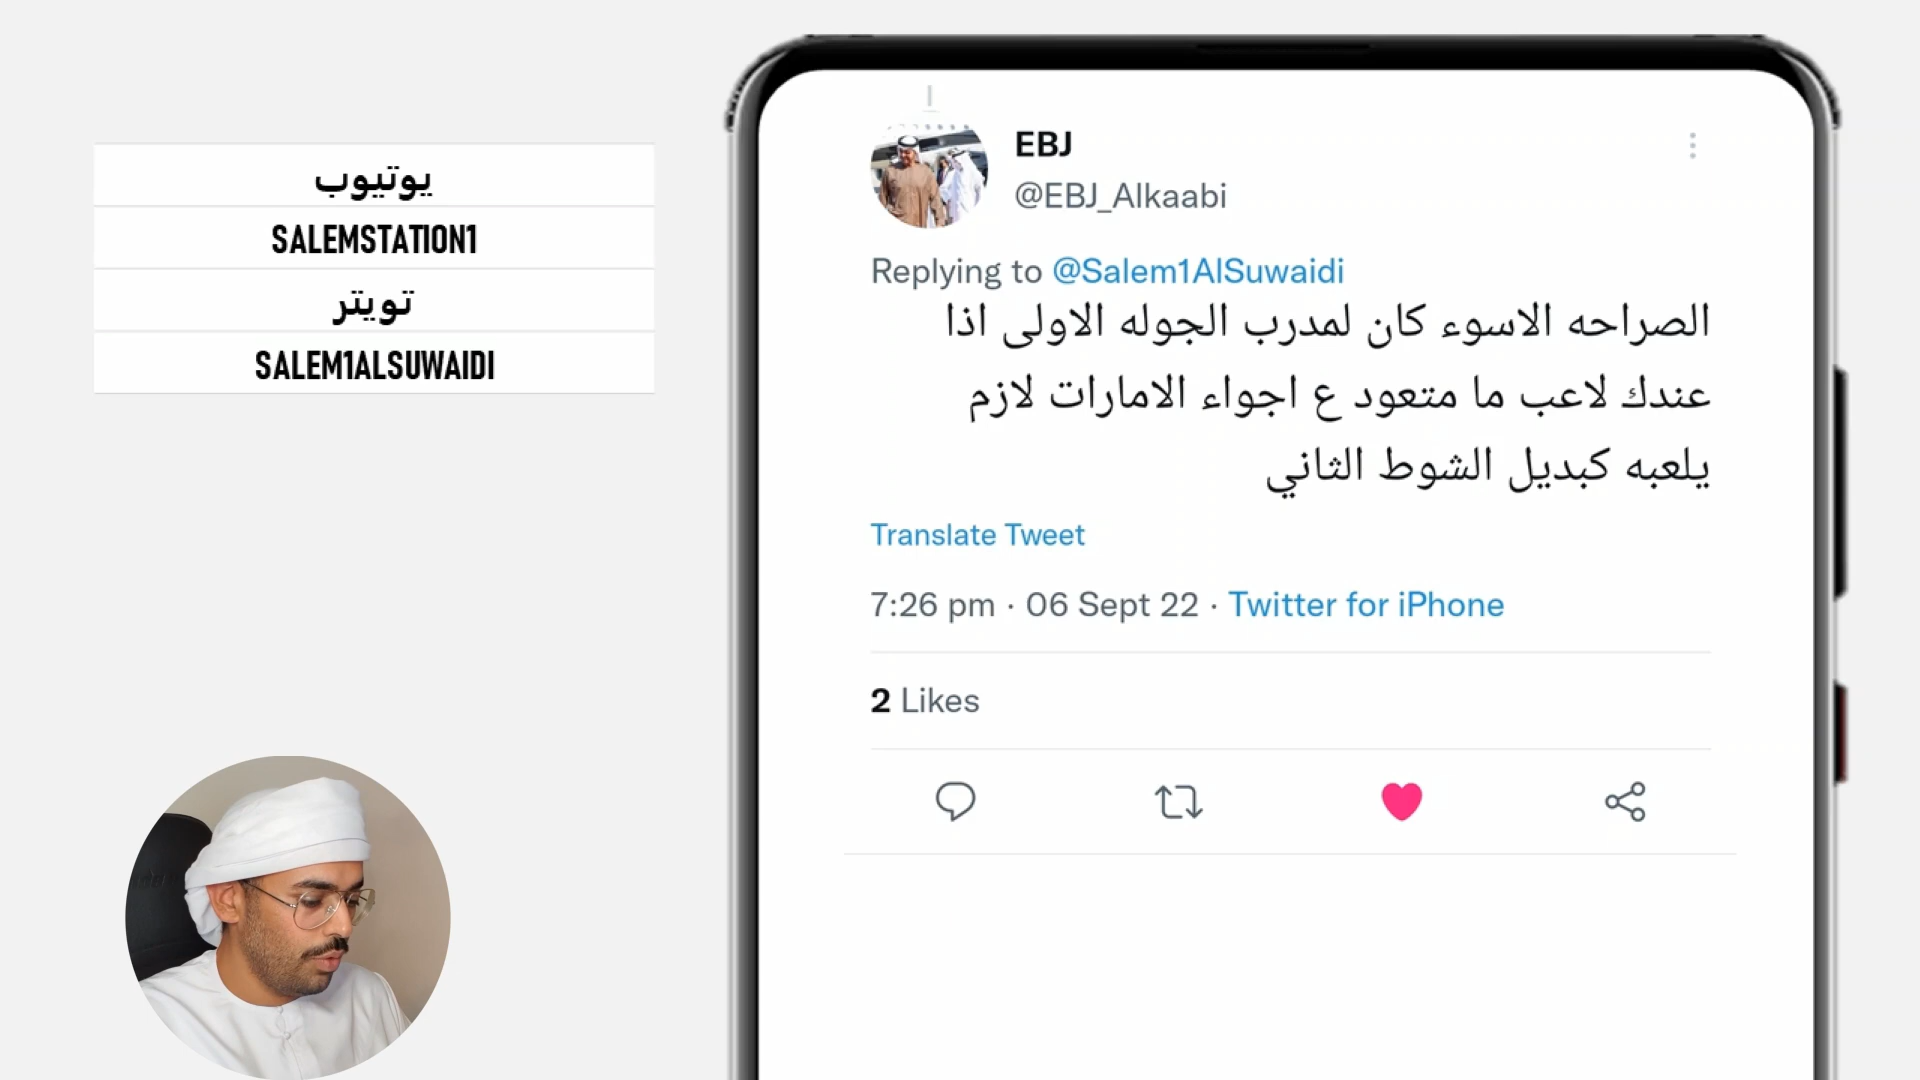 يوتيوب
SALEMSTATION1
تويتر
SALEM1ALSUWAIDI
EBJ
@EBJ_Alkaabi
Replying to @Salem1AlSuwaidi
الصراحه الاسوء كان لمدرب الجوله الاولى اذا
عندك لاعب ما متعود ع اجواء الامارات لازم
يلعبه كبديل الشوط الثاني
Translate Tweet
7:26 pm · 06 Sept 22 · Twitter for iPhone
2 Likes